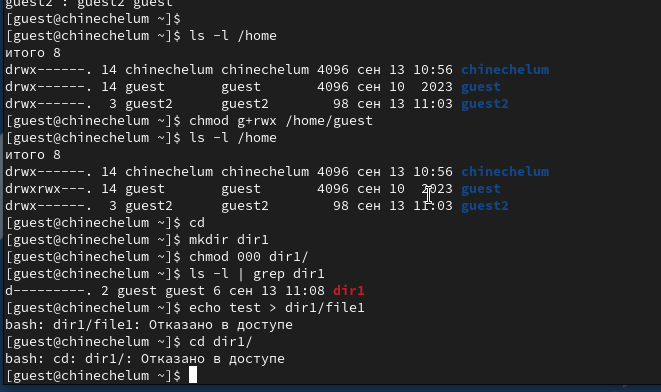 guest2 : guest2 guest
[guest@chinechelum ~]$
[guest@chinechelum ~]$ ls -l /home
итого 8
drwx------. 14 chinechelum chinechelum 4096 сен 13 10:56 chinechelum
drwx------. 14 guest       guest       4096 сен 10  2023 guest
drwx------.  3 guest2      guest2        98 сен 13 11:03 guest2
[guest@chinechelum ~]$ chmod g+rwx /home/guest
[guest@chinechelum ~]$ ls -l /home
итого 8
drwx------. 14 chinechelum chinechelum 4096 сен 13 10:56 chinechelum
drwxrwx---. 14 guest       guest       4096 сен 10  2023 guest
drwx------.  3 guest2      guest2        98 сен 13 11:03 guest2
[guest@chinechelum ~]$ cd
[guest@chinechelum ~]$ mkdir dir1
[guest@chinechelum ~]$ chmod 000 dir1/
[guest@chinechelum ~]$ ls -l | grep dir1
d---------. 2 guest guest 6 сен 13 11:08 dir1
[guest@chinechelum ~]$ echo test > dir1/file1
bash: dir1/file1: Отказано в доступе
[guest@chinechelum ~]$ cd dir1/
bash: cd: dir1/: Отказано в доступе
[guest@chinechelum ~]$